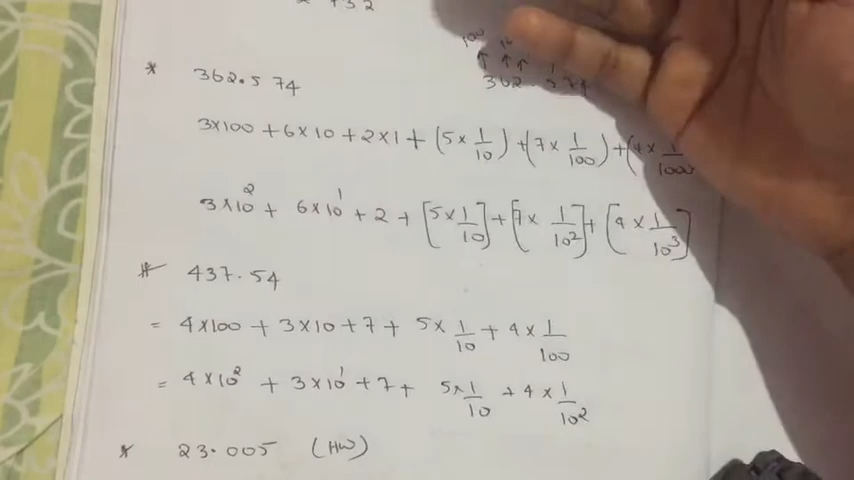 +32
100 10
* 362.574
362 574
3×100 + 6×10 + 2×1 + (5 × 1/10) + (7 × 1/100) + (4 × 1/1000
3×10² + 6×10¹ + 2 + [5×1/10] + [7× 1/10²] + [4 × 1/10³]
* 437.54
= 4×100 + 3×10 + 7 + 5× 1/10 + 4× 1/100
= 4×10² + 3×10¹ + 7 + 5×1/10 + 4 × 1/10²
* 23.005 (HW)